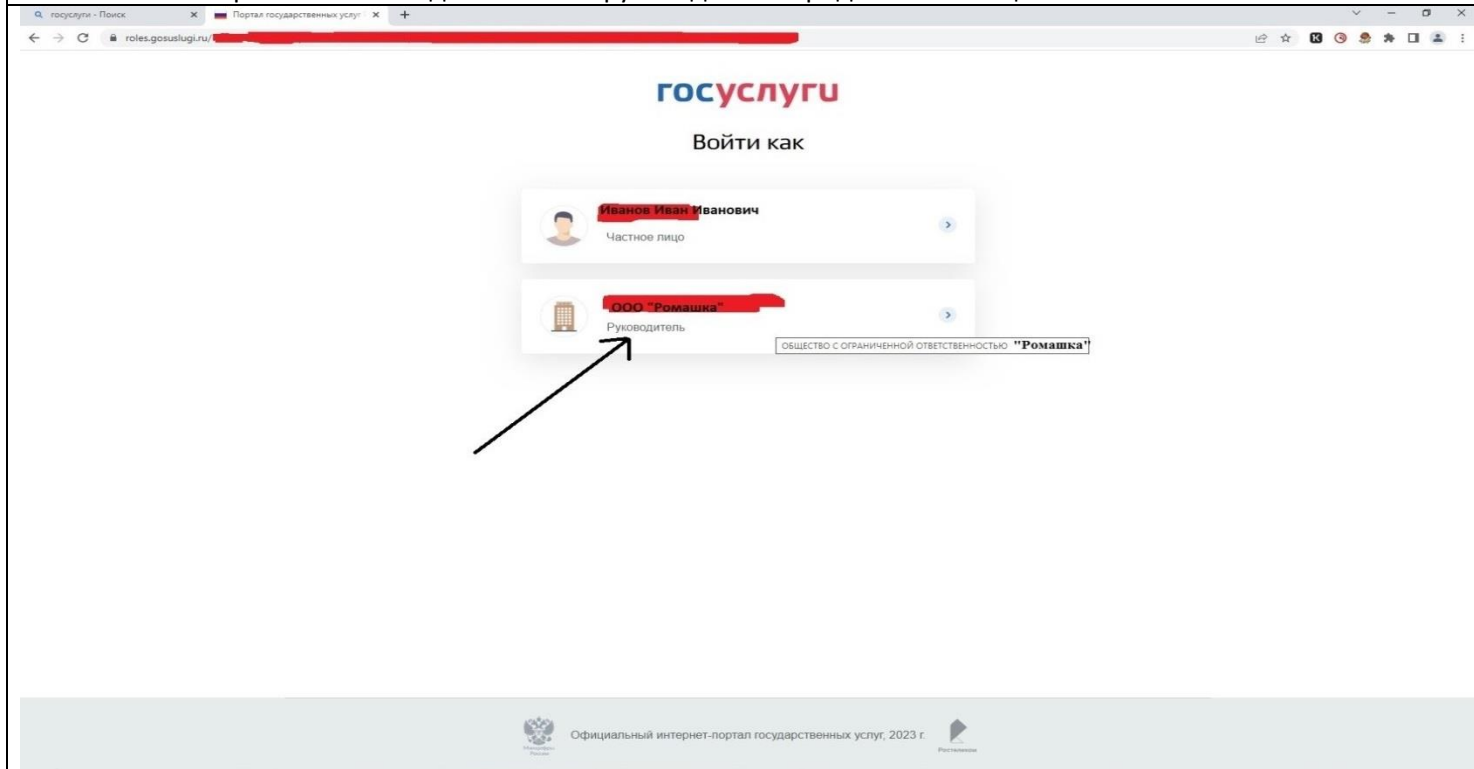 госуслуги - Поиск
Портал государственных услуг
roles.gosuslugi.ru/
госуслуги
Войти как
Иванов Иван Иванович
Частное лицо
ООО "Ромашка"
Руководитель
ОБЩЕСТВО С ОГРАНИЧЕННОЙ ОТВЕТСТВЕННОСТЬЮ "Ромашка"
Официальный интернет-портал государственных услуг, 2023 г.
Ростелеком